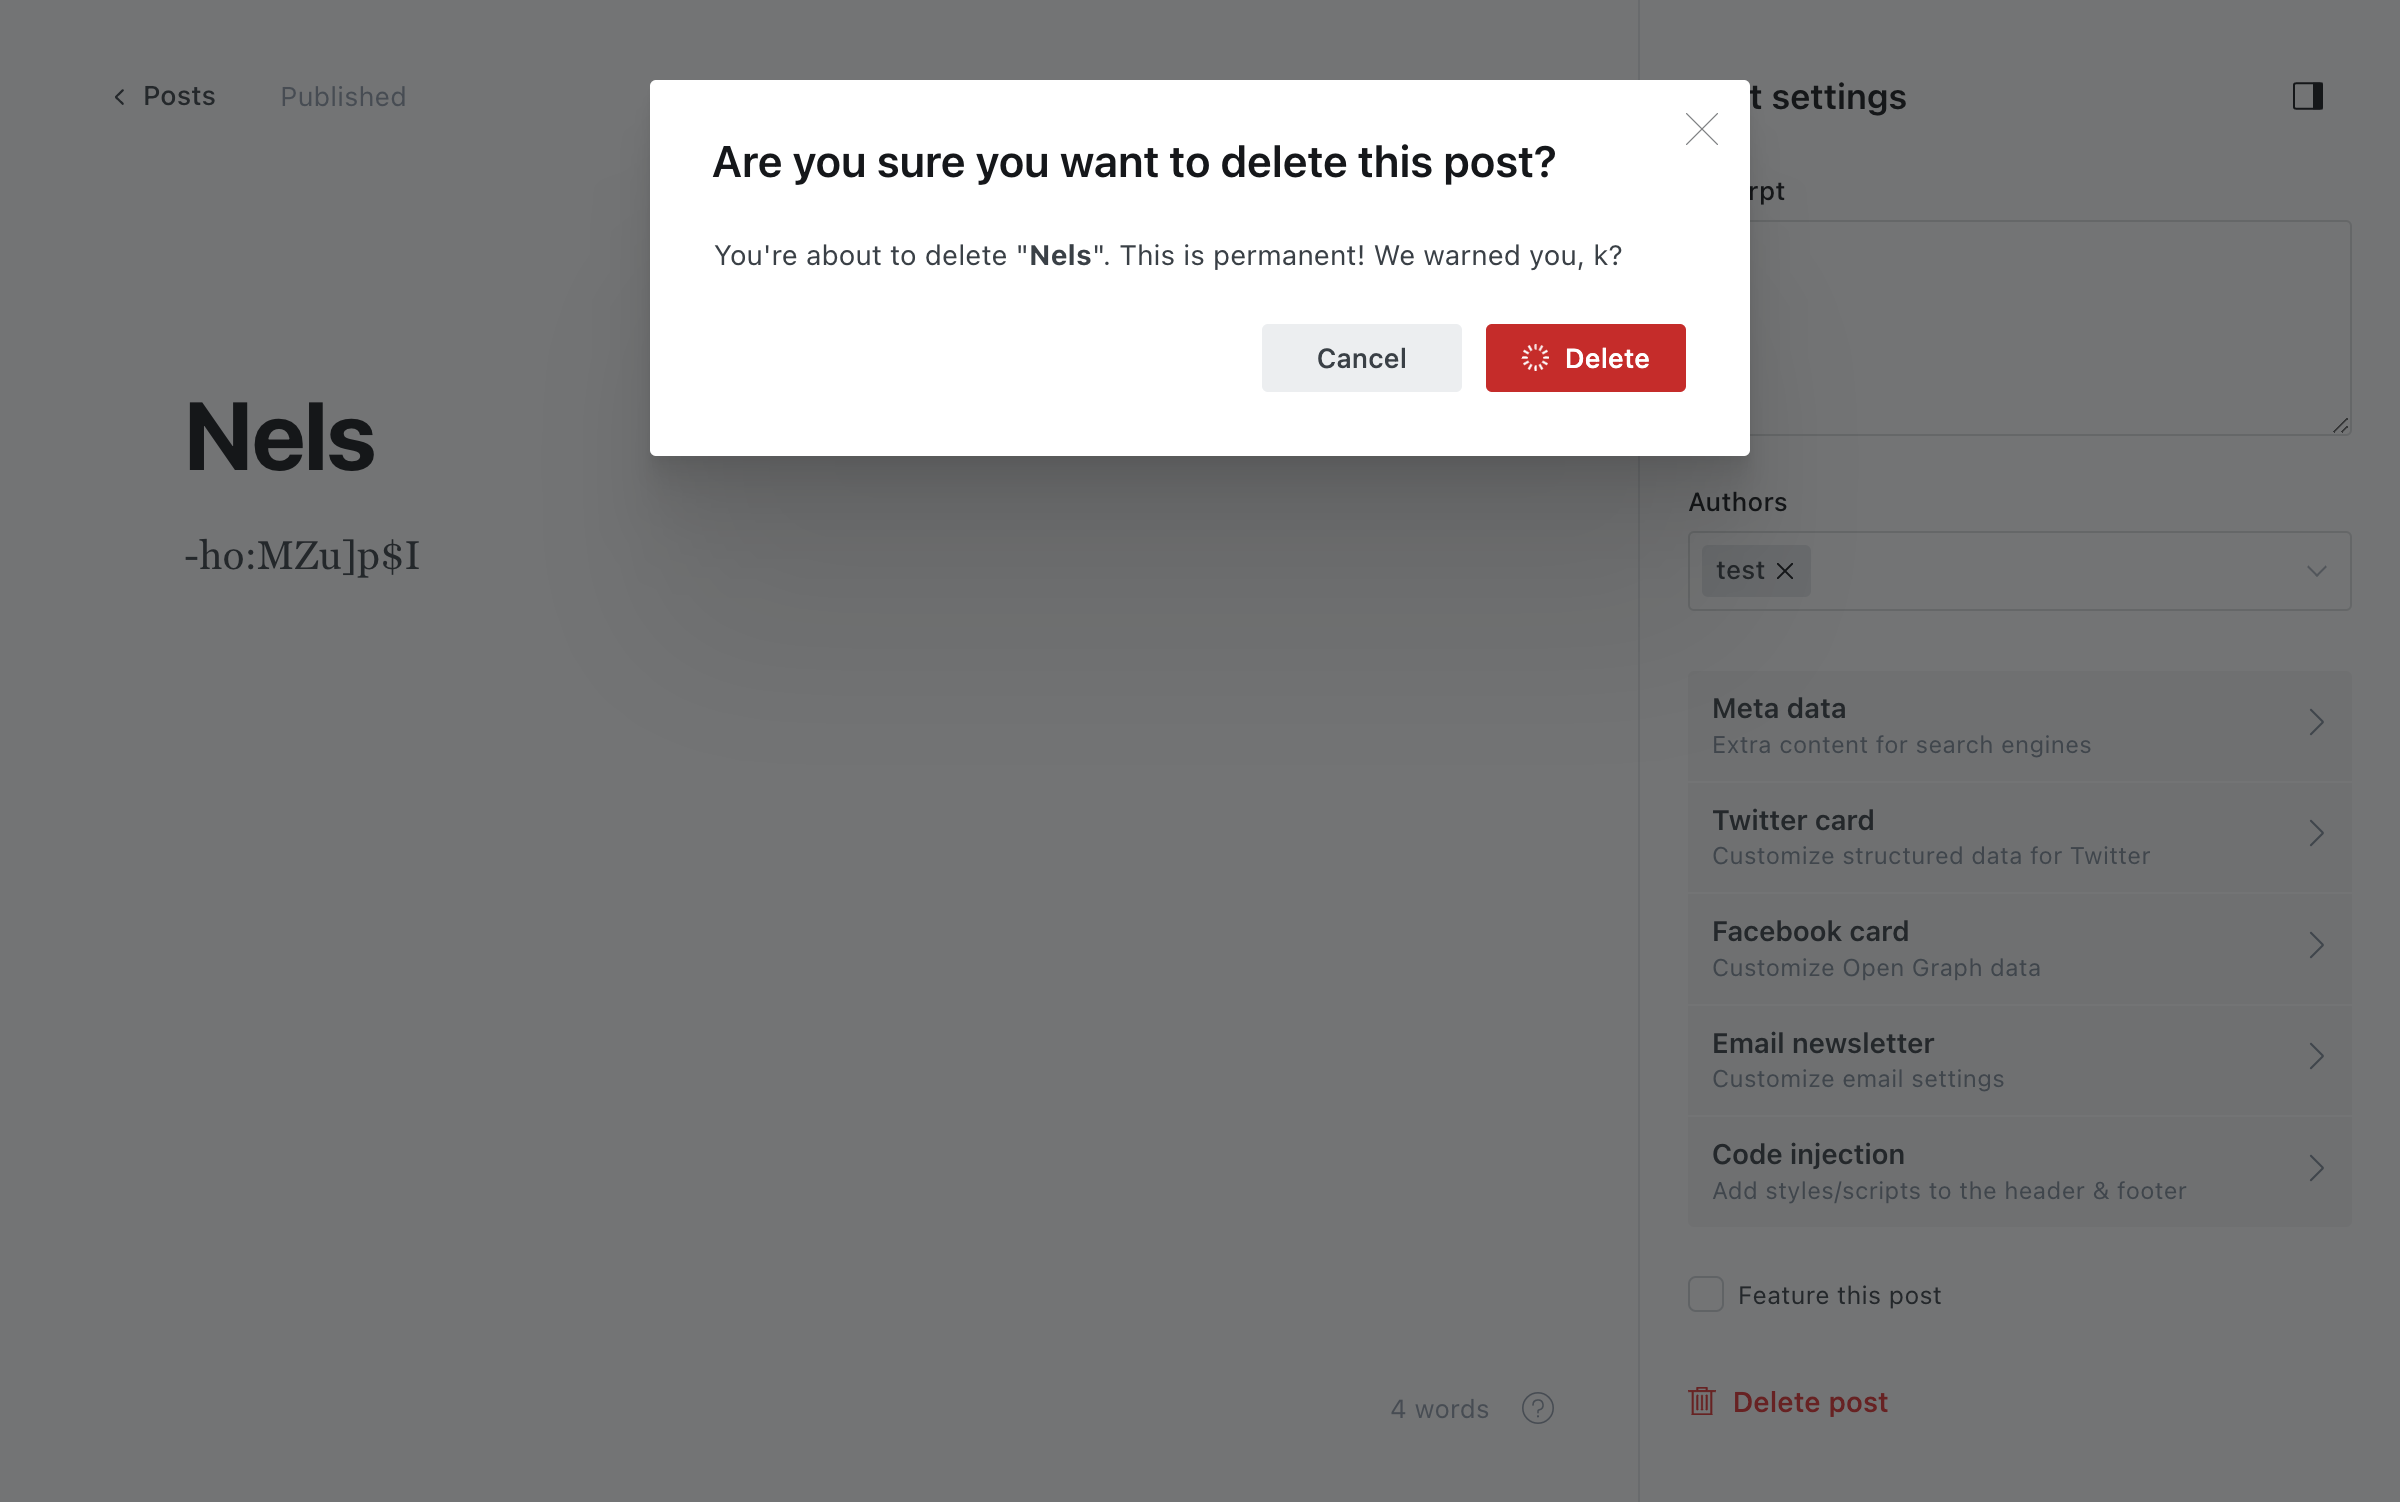 Posts
Published
Are you sure you want to delete this post?
You're about to delete "Nels". This is permanent! We warned you, k?
Cancel
Delete
Nels
-ho:MZu]p$I
4 words
?
t settings
rpt
Authors
test
Meta data
Extra content for search engines
Twitter card
Customize structured data for Twitter
Facebook card
Customize Open Graph data
Email newsletter
Customize email settings
Code injection
Add styles/scripts to the header & footer
Feature this post
Delete post